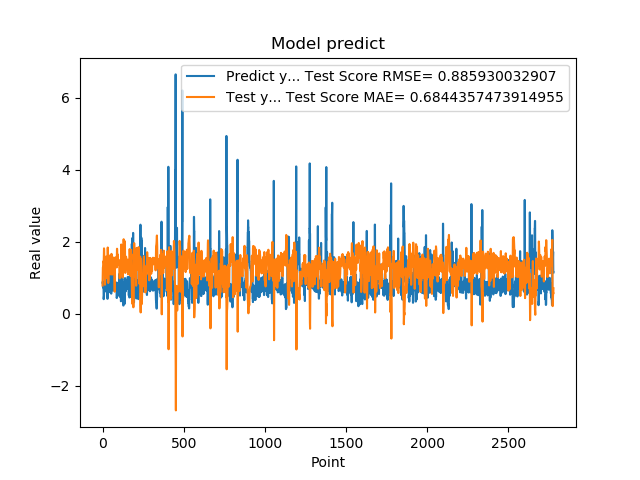 Model predict
Predict y... Test Score RMSE= 0.885930032907
Test y... Test Score MAE= 0.6844357473914955
Real value
6
4
2
0
−2
0 500 1000 1500 2000 2500
Point